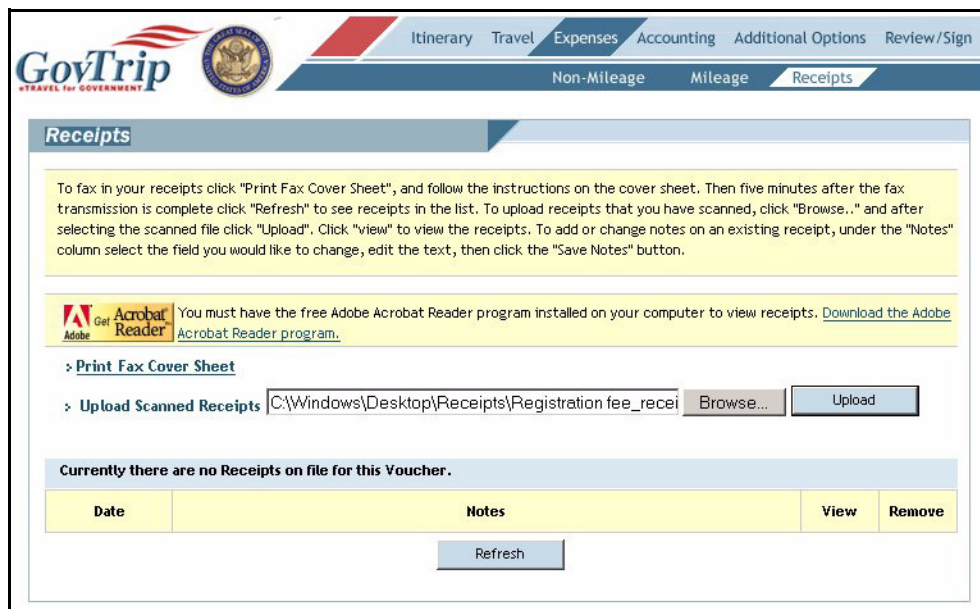 Itinerary Travel Expenses Accounting Additional Options Review/Sign
GovTrip
eTRAVEL for GOVERNMENT
Non-Mileage Mileage Receipts
Receipts
To fax in your receipts click "Print Fax Cover Sheet", and follow the instructions on the cover sheet. Then five minutes after the fax
transmission is complete click "Refresh" to see receipts in the list. To upload receipts that you have scanned, click "Browse.." and after
selecting the scanned file click "Upload". Click "view" to view the receipts. To add or change notes on an existing receipt, under the "Notes"
column select the field you would like to change, edit the text, then click the "Save Notes" button.
Adobe Get Acrobat Reader
You must have the free Adobe Acrobat Reader program installed on your computer to view receipts. Download the Adobe
Acrobat Reader program.
Print Fax Cover Sheet
Upload Scanned Receipts C:\Windows\Desktop\Receipts\Registration fee_recei Browse... Upload
Currently there are no Receipts on file for this Voucher.
Date Notes View Remove
Refresh